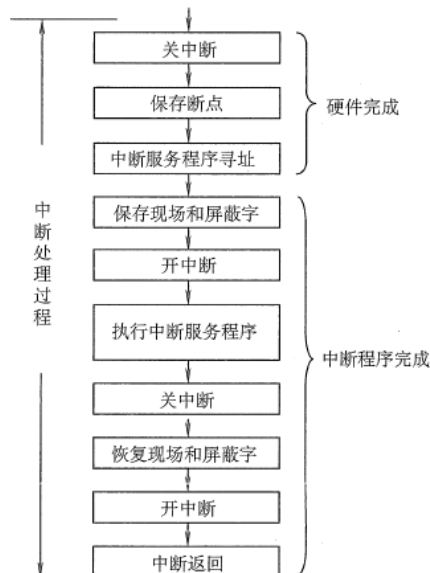 关中断
保存断点
硬件完成
中断服务程序寻址
保存现场和屏蔽字
中断处理过程
开中断
执行中断服务程序
中断程序完成
关中断
恢复现场和屏蔽字
开中断
中断返回